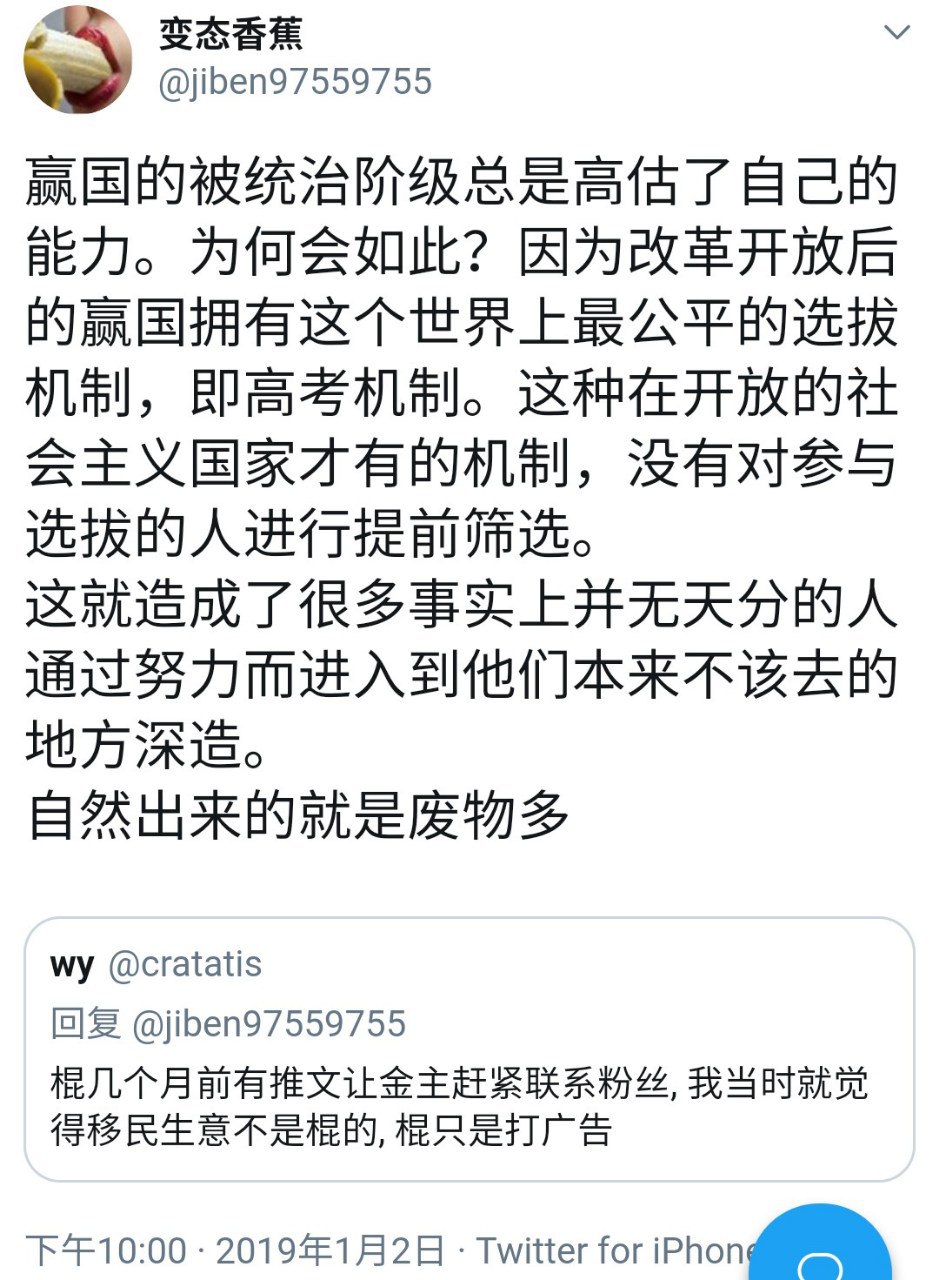 变态香蕉
@jiben97559755
赢国的被统治阶级总是高估了自己的
能力。为何会如此？因为改革开放后
的赢国拥有这个世界上最公平的选拔
机制，即高考机制。这种在开放的社
会主义国家才有的机制，没有对参与
选拔的人进行提前筛选。
这就造成了很多事实上并无天分的人
通过努力而进入到他们本来不该去的
地方深造。
自然出来的就是废物多
wy @cratatis
回复 @jiben97559755
棍几个月前有推文让金主赶紧联系粉丝, 我当时就觉
得移民生意不是棍的, 棍只是打广告
下午10:00 · 2019年1月2日 · Twitter for iPhone